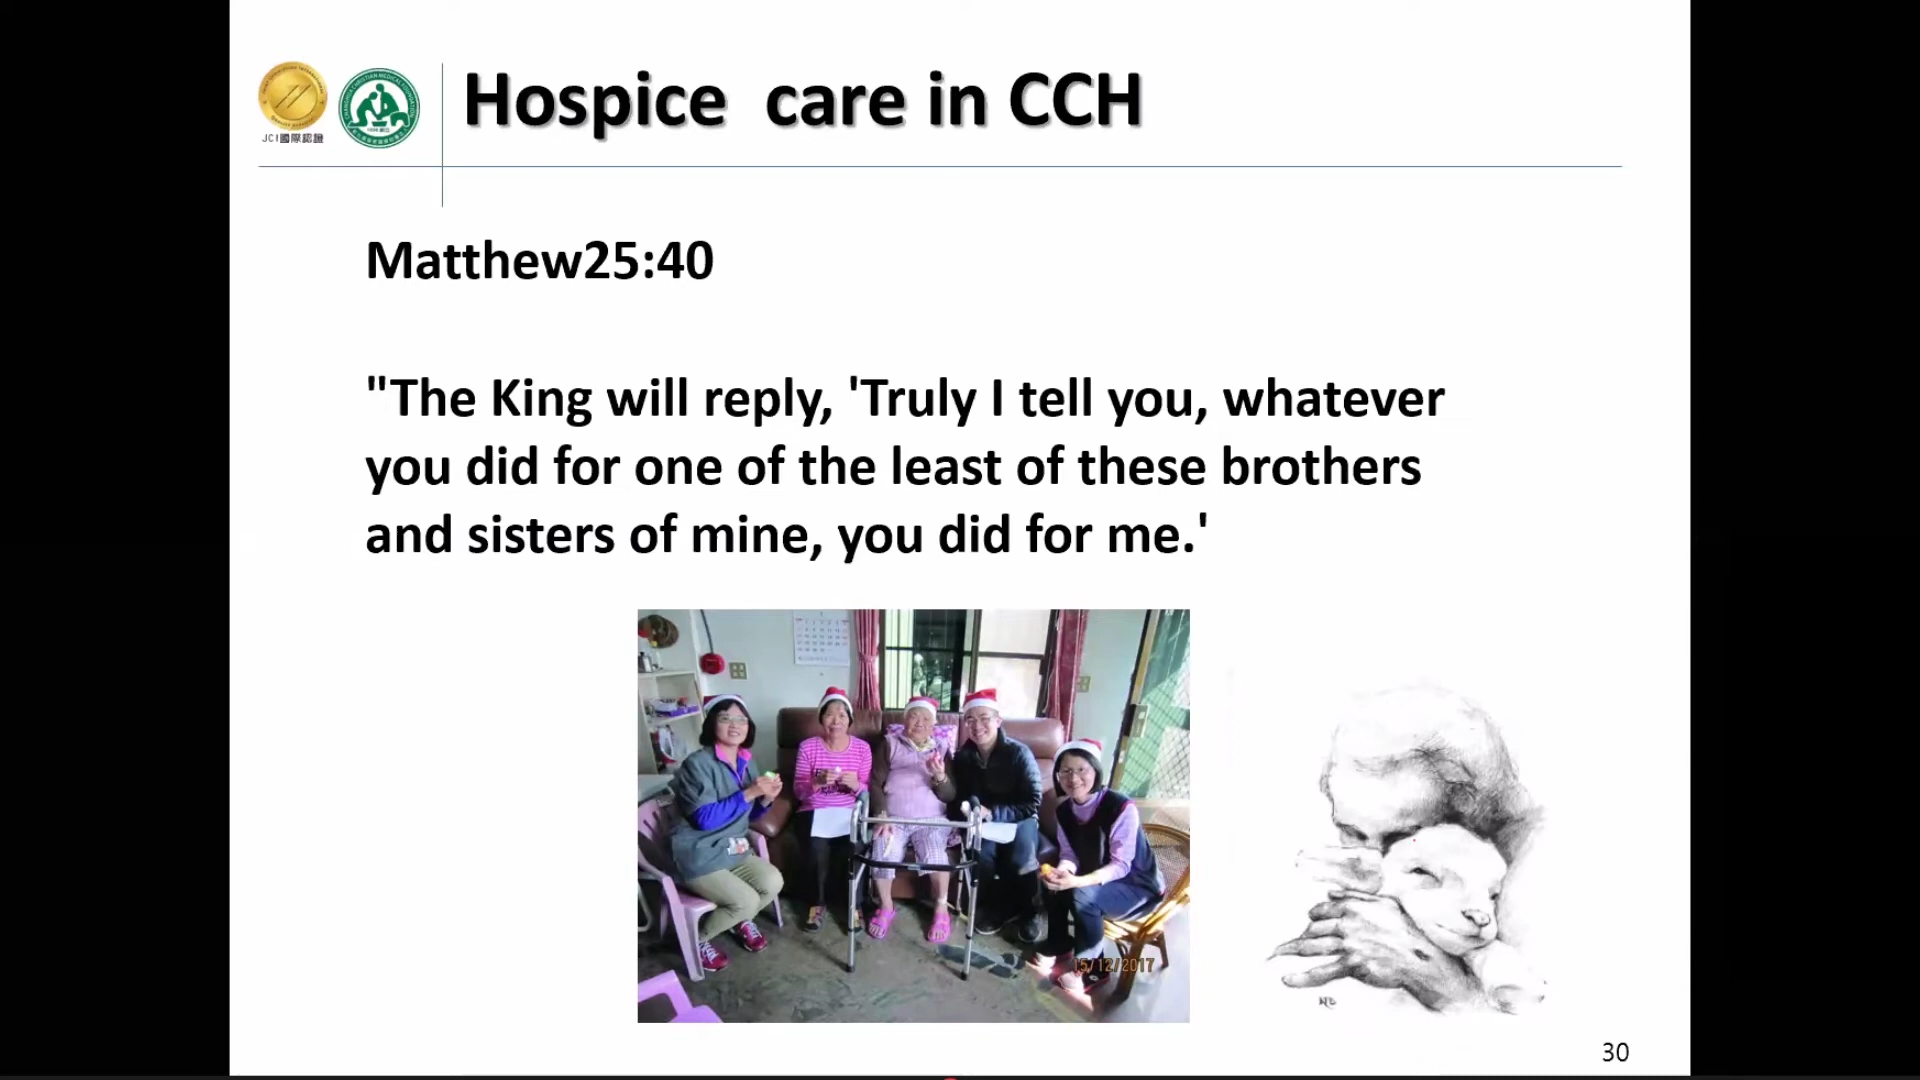 JCI國際認證
Hospice  care in CCH
Matthew25:40
"The King will reply, 'Truly I tell you, whatever
you did for one of the least of these brothers
and sisters of mine, you did for me.'
15/12/2017
30